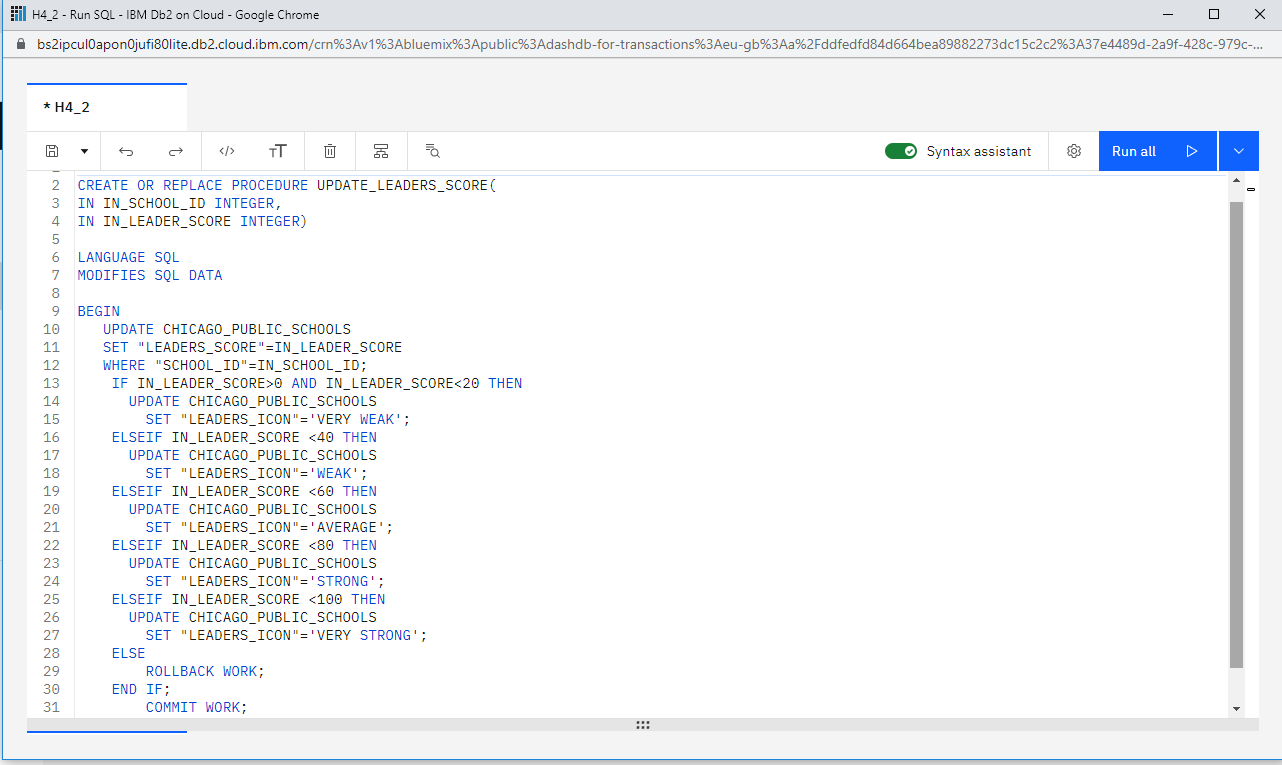 H4_2 - Run SQL - IBM Db2 on Cloud - Google Chrome
bs2ipcul0apon0jufi80lite.db2.cloud.ibm.com/crn%3Av1%3Abluemix%3Apublic%3Adashdb-for-transactions%3Aeu-gb%3Aa%2Fddfedfd84d664bea89882273dc15c2c2%3A37e4489d-2a9f-428c-979c-...
* H4_2
Syntax assistant
Run all
2 CREATE OR REPLACE PROCEDURE UPDATE_LEADERS_SCORE(
3 IN IN_SCHOOL_ID INTEGER,
4 IN IN_LEADER_SCORE INTEGER)
5
6 LANGUAGE SQL
7 MODIFIES SQL DATA
8
9 BEGIN
10 UPDATE CHICAGO_PUBLIC_SCHOOLS
11 SET "LEADERS_SCORE"=IN_LEADER_SCORE
12 WHERE "SCHOOL_ID"=IN_SCHOOL_ID;
13 IF IN_LEADER_SCORE>0 AND IN_LEADER_SCORE<20 THEN
14 UPDATE CHICAGO_PUBLIC_SCHOOLS
15 SET "LEADERS_ICON"='VERY WEAK';
16 ELSEIF IN_LEADER_SCORE <40 THEN
17 UPDATE CHICAGO_PUBLIC_SCHOOLS
18 SET "LEADERS_ICON"='WEAK';
19 ELSEIF IN_LEADER_SCORE <60 THEN
20 UPDATE CHICAGO_PUBLIC_SCHOOLS
21 SET "LEADERS_ICON"='AVERAGE';
22 ELSEIF IN_LEADER_SCORE <80 THEN
23 UPDATE CHICAGO_PUBLIC_SCHOOLS
24 SET "LEADERS_ICON"='STRONG';
25 ELSEIF IN_LEADER_SCORE <100 THEN
26 UPDATE CHICAGO_PUBLIC_SCHOOLS
27 SET "LEADERS_ICON"='VERY STRONG';
28 ELSE
29 ROLLBACK WORK;
30 END IF;
31 COMMIT WORK;